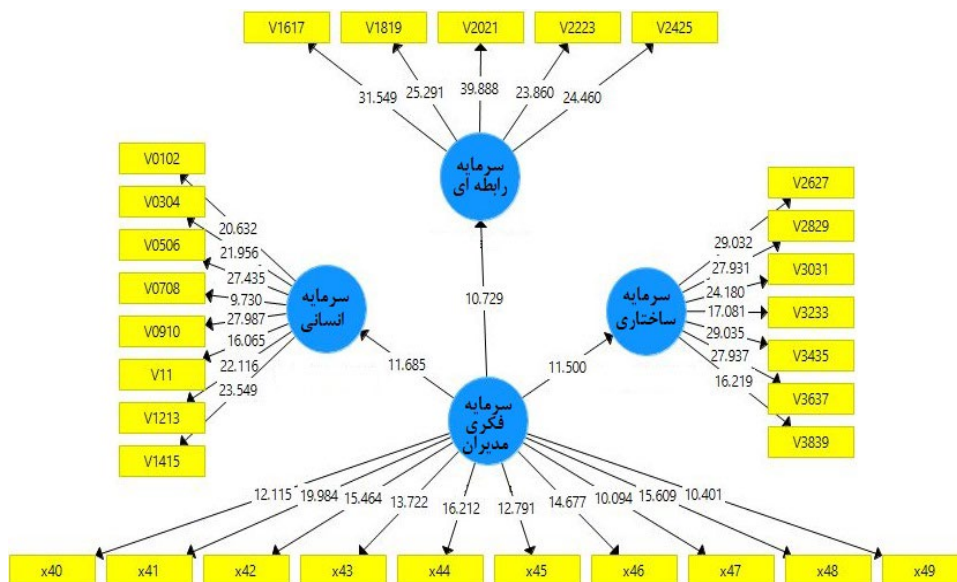 V1617
V1819
V2021
V2223
V2425
31.549
25.291
39.888
23.860
24.460
سرمایه
رابطه ای
V0102
V0304
V0506
V0708
V0910
V11
V1213
V1415
20.632
21.956
27.435
9.730
27.987
16.065
22.116
23.549
سرمایه
انسانی
V2627
V2829
V3031
V3233
V3435
V3637
V3839
29.032
27.931
24.180
17.081
29.035
27.937
16.219
سرمایه
ساختاری
11.685
10.729
11.500
سرمایه
فکری
مدیران
12.115
19.984
15.464
13.722
16.212
12.791
14.677
10.094
15.609
10.401
x40
x41
x42
x43
x44
x45
x46
x47
x48
x49